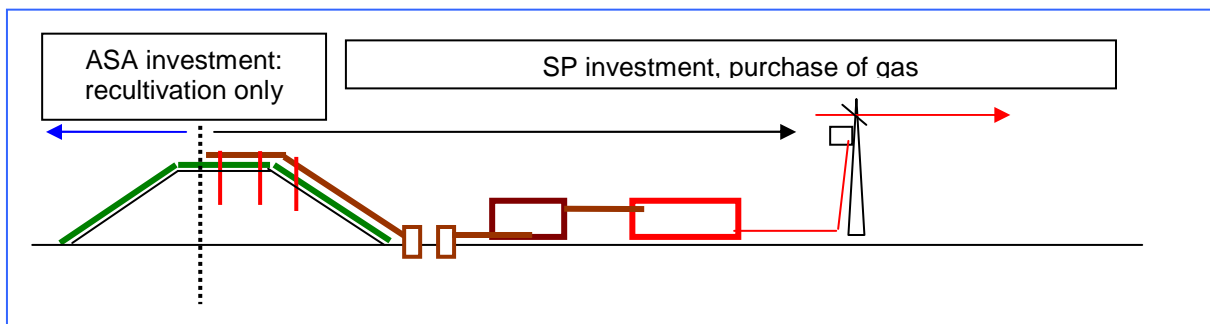 ASA investment:
recultivation only
SP investment, purchase of gas